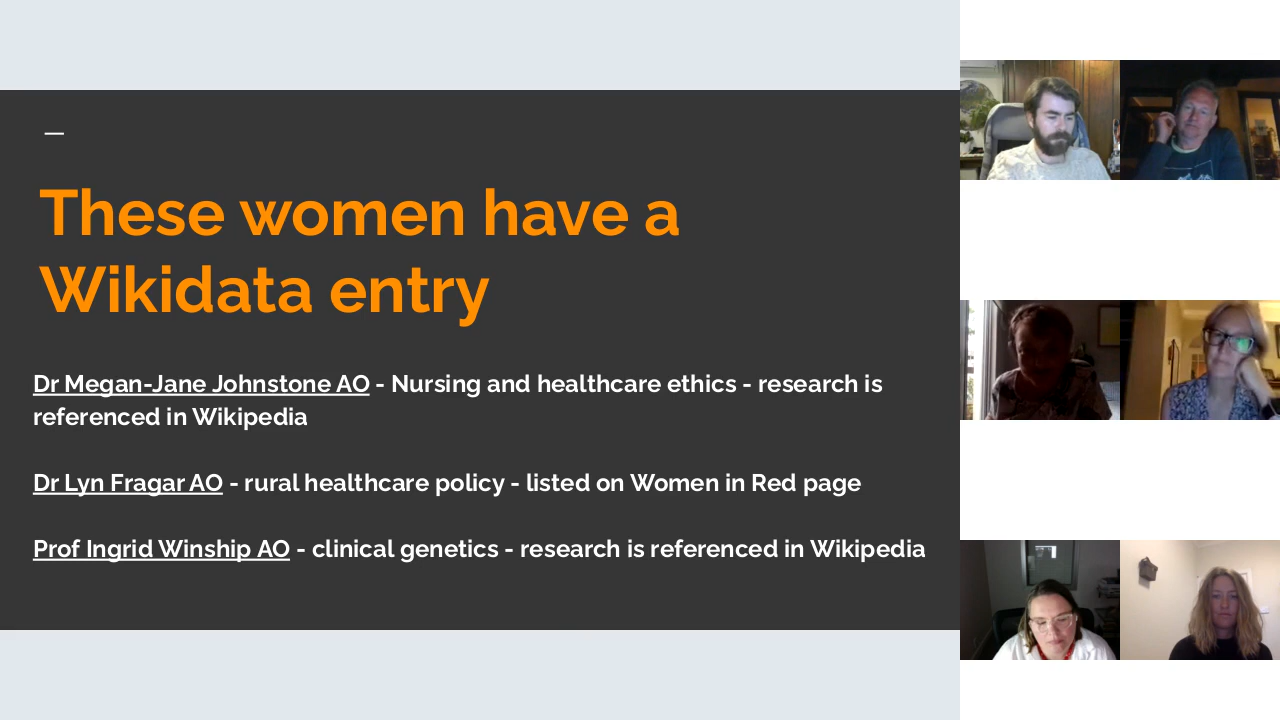 These women have a
Wikidata entry
Dr Megan-Jane Johnstone AO - Nursing and healthcare ethics - research is
referenced in Wikipedia
Dr Lyn Fragar AO - rural healthcare policy - listed on Women in Red page
Prof Ingrid Winship AO - clinical genetics - research is referenced in Wikipedia